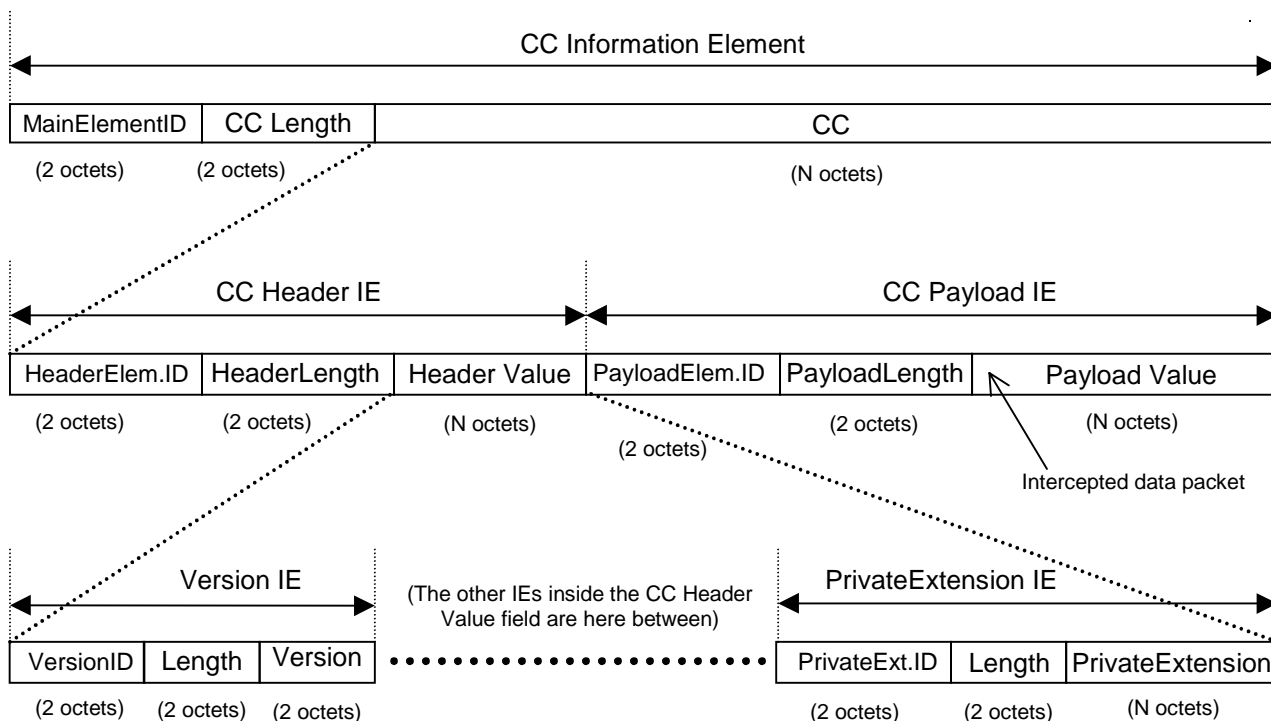 CC Information Element
MainElementID CC Length CC
(2 octets) (2 octets) (N octets)
CC Header IE CC Payload IE
HeaderElem.ID HeaderLength Header Value PayloadElem.ID PayloadLength Payload Value
(2 octets) (2 octets) (N octets) (2 octets) (2 octets) (N octets)
Intercepted data packet
Version IE (The other IEs inside the CC Header PrivateExtension IE
Value field are here between)
VersionID Length Version PrivateExt.ID Length PrivateExtension
(2 octets) (2 octets) (2 octets) (2 octets) (2 octets) (N octets)